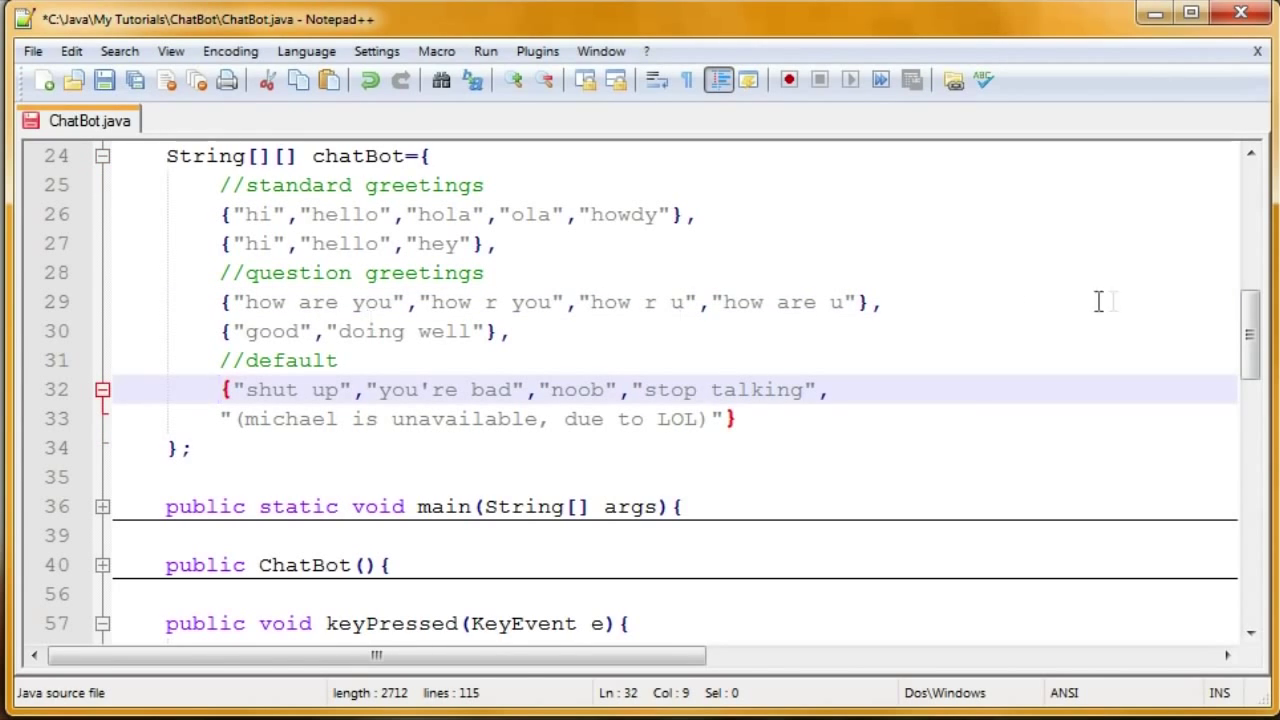 *C:\Java\My Tutorials\ChatBot\ChatBot.java - Notepad++
File Edit Search View Encoding Language Settings Macro Run Plugins Window ? X
ABC
ChatBot.java
24 String[][] chatBot={
25 //standard greetings
26 {"hi","hello","hola","ola","howdy"},
27 {"hi","hello","hey"},
28 //question greetings
29 {"how are you","how r you","how r u","how are u"},
30 {"good","doing well"},
31 //default
32 {"shut up","you're bad","noob","stop talking",
33 "(michael is unavailable, due to LOL)"}
34 };
35
36 public static void main(String[] args){
39
40 public ChatBot(){
56
57 public void keyPressed(KeyEvent e){
Java source file length : 2712 lines : 115 Ln : 32 Col : 9 Sel : 0 Dos\Windows ANSI INS